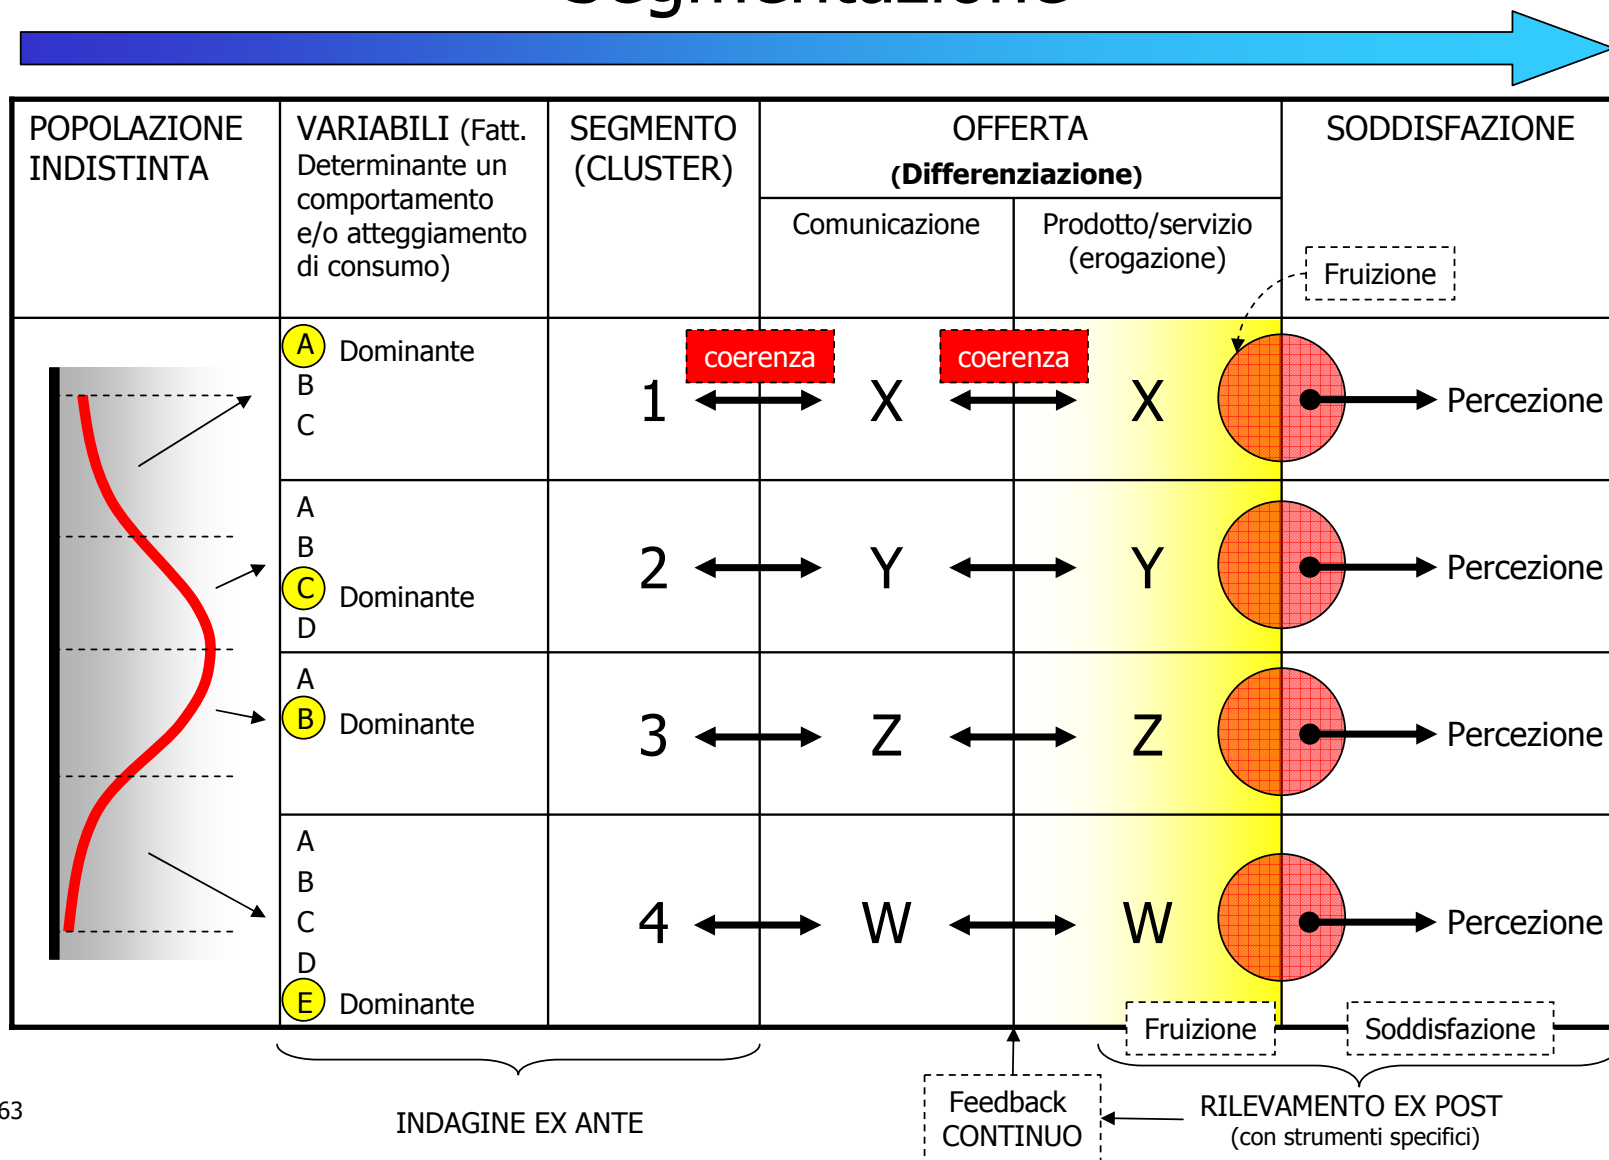 Segmentazione
POPOLAZIONE
INDISTINTA
VARIABILI (Fatt.
Determinante un
comportamento
e/o atteggiamento
di consumo)
SEGMENTO
(CLUSTER)
OFFERTA
(Differenziazione)
Comunicazione
Prodotto/servizio
(erogazione)
SODDISFAZIONE
Fruizione
A Dominante
B
C
1
coerenza
X
coerenza
X
Percezione
A
B
C Dominante
D
2
Y
Y
Percezione
A
B Dominante
3
Z
Z
Percezione
A
B
C
D
E Dominante
4
W
W
Percezione
Fruizione
Soddisfazione
63
INDAGINE EX ANTE
Feedback
CONTINUO
RILEVAMENTO EX POST
(con strumenti specifici)